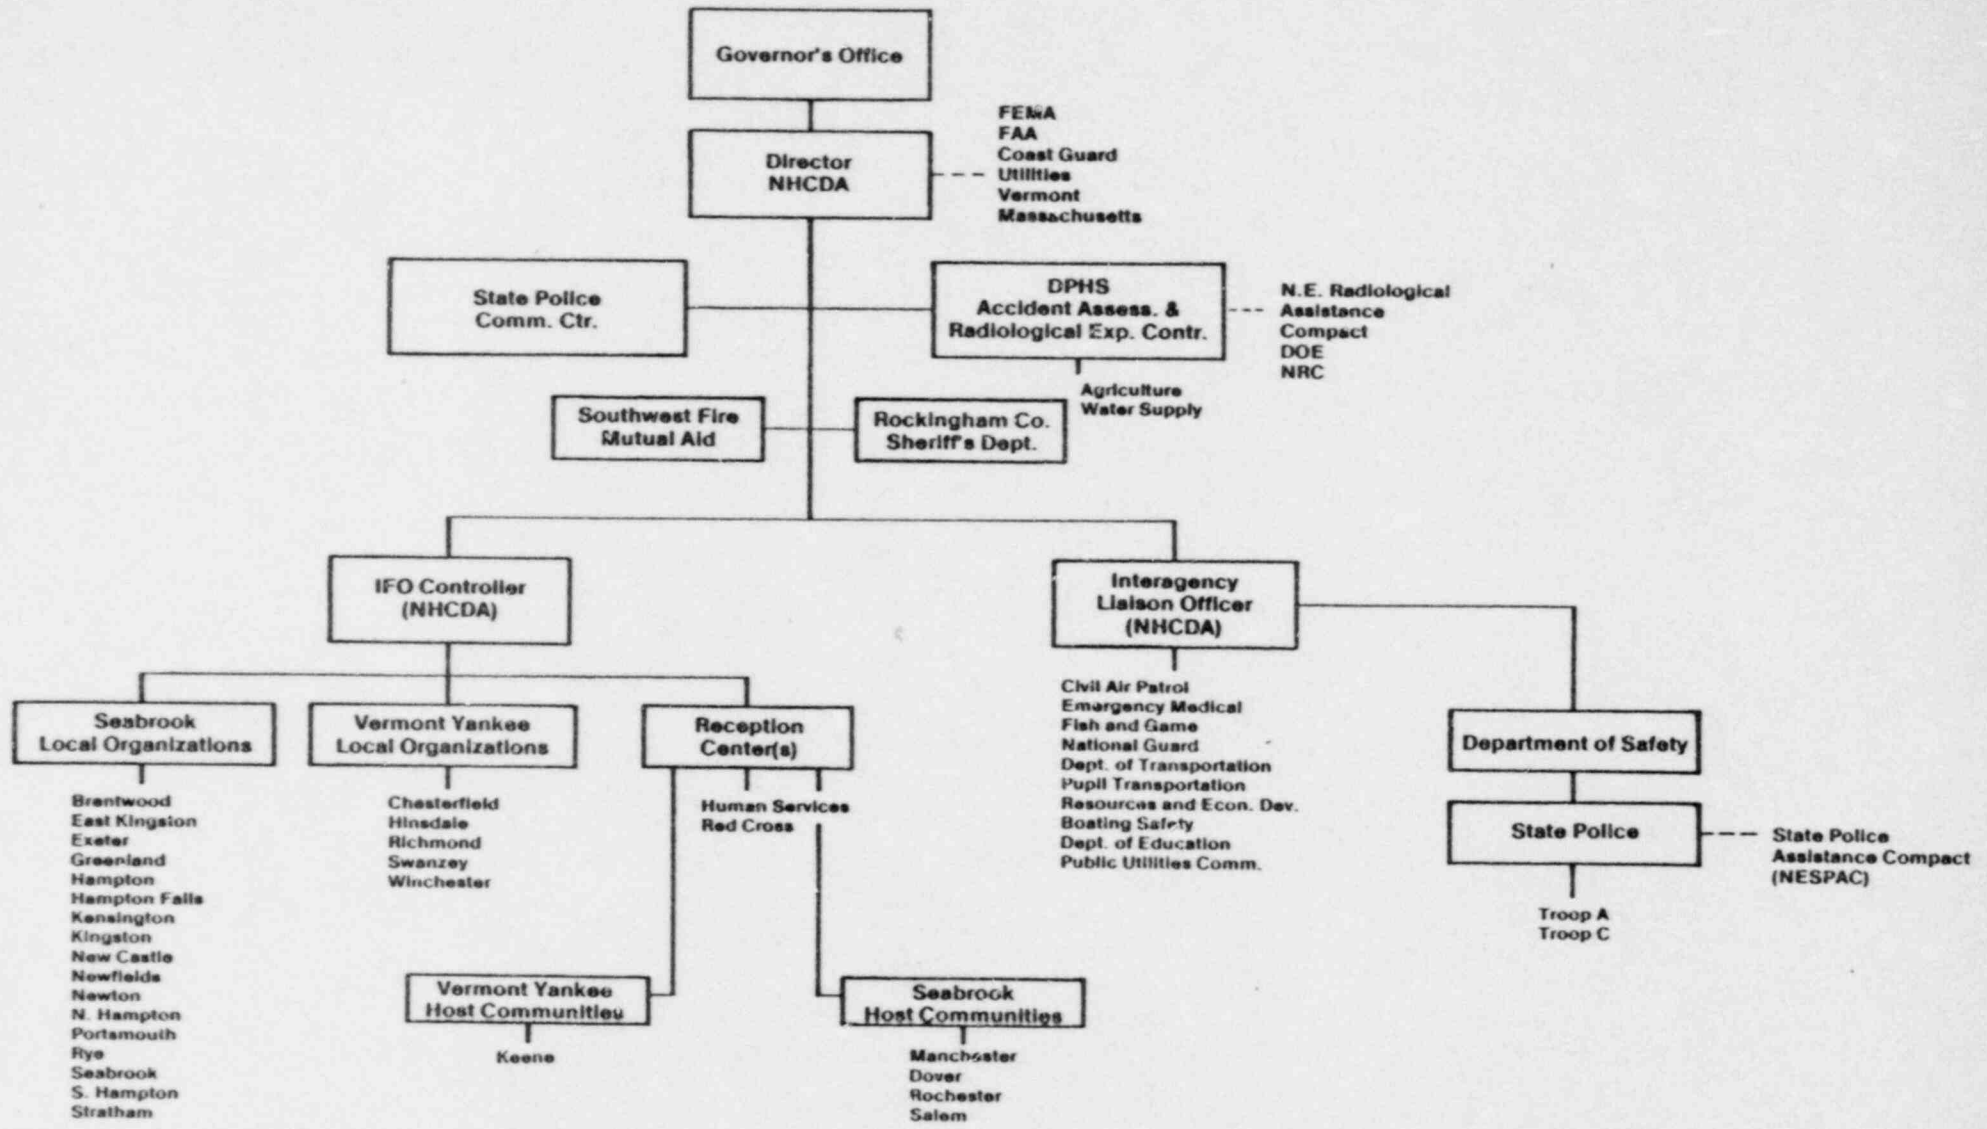 Governor's Office
Director
NHCDA
FEMA
FAA
Coast Guard
Utilities
Vermont
Massachusetts
State Police
Comm. Ctr.
DPHS
Accident Assess. &
Radiological Exp. Contr.
N.E. Radiological
Assistance
Compact
DOE
NRC
Agriculture
Water Supply
Southwest Fire
Mutual Aid
Rockingham Co.
Sheriff's Dept.
IFO Controller
(NHCDA)
Interagency
Liaison Officer
(NHCDA)
Seabrook
Local Organizations
Vermont Yankee
Local Organizations
Reception
Center(s)
Civil Air Patrol
Emergency Medical
Fish and Game
National Guard
Dept. of Transportation
Pupil Transportation
Resources and Econ. Dev.
Boating Safety
Dept. of Education
Public Utilities Comm.
Department of Safety
State Police
State Police
Assistance Compact
(NESPAC)
Troop A
Troop C
Brentwood
East Kingston
Exeter
Greenland
Hampton
Hampton Falls
Kensington
Kingston
New Castle
Newfields
Newton
N. Hampton
Portsmouth
Rye
Seabrook
S. Hampton
Stratham
Chesterfield
Hinsdale
Richmond
Swanzey
Winchester
Human Services
Red Cross
Vermont Yankee
Host Communities
Keene
Seabrook
Host Communities
Manchester
Dover
Rochester
Salem